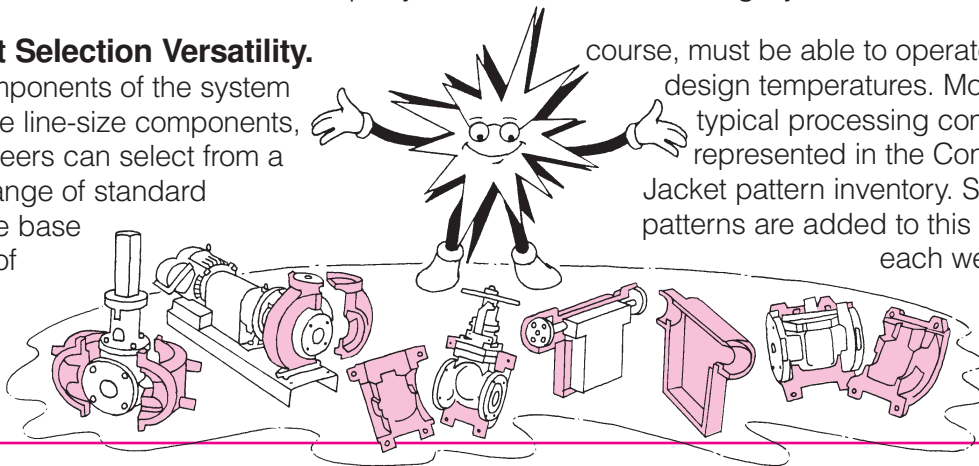 t Selection Versatility.
mponents of the system
e line-size components,
eers can select from a
ange of standard
e base
of
course, must be able to operate
design temperatures. Mo
typical processing con
represented in the Con
Jacket pattern inventory. S
patterns are added to this
each we